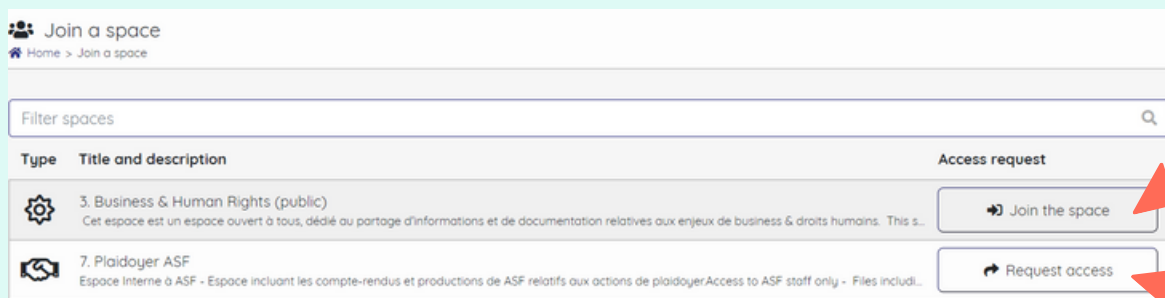 Join a space
Home > Join a space
Filter spaces
Type Title and description Access request
3. Business & Human Rights (public)
Cet espace est un espace ouvert à tous, dédié au partage d'informations et de documentation relatives aux enjeux de business & droits humains. This s...
Join the space
7. Plaidoyer ASF
Espace Interne à ASF - Espace incluant les compte-rendus et productions de ASF relatifs aux actions de plaidoyerAccess to ASF staff only - Files includi...
Request access